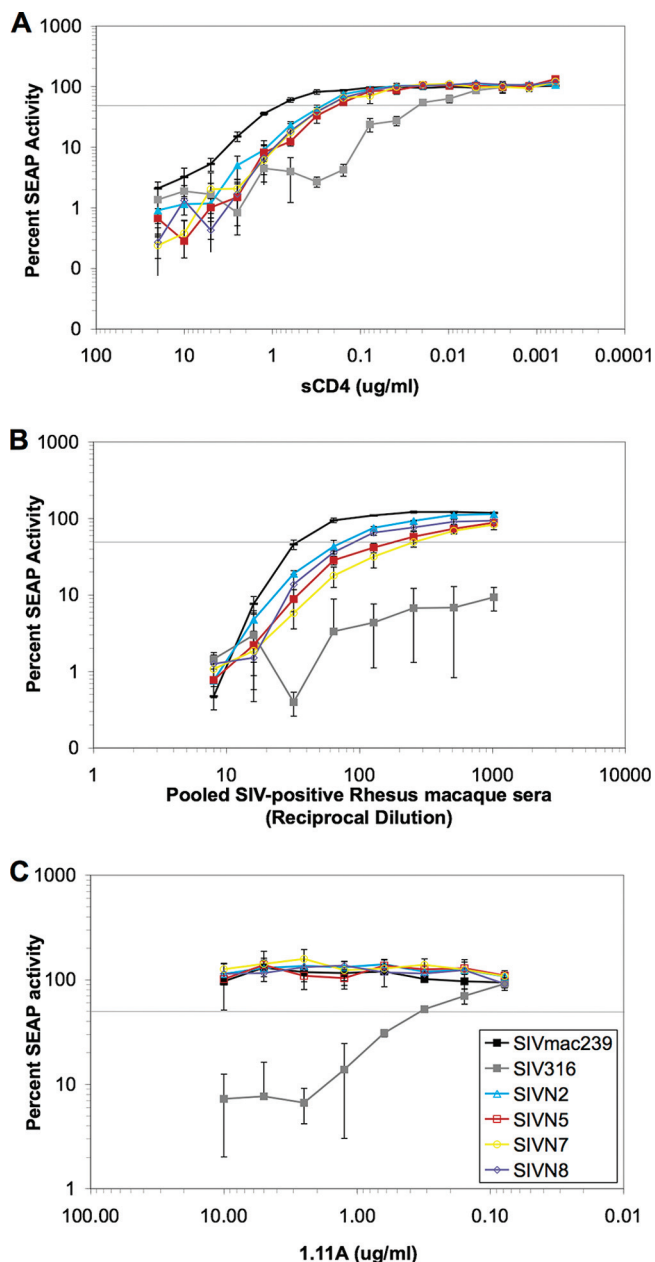 A
1000
100
10
1
0
0
Percent SEAP Activity
100
10
1
0.1
0.01
0.001
0.0001
sCD4 (ug/ml)
B
1000
100
10
1
0
Percent SEAP Activity
1
10
100
1000
10000
Pooled SIV-positive Rhesus macaque sera
(Reciprocal Dilution)
C
1000
100
10
1
Percent SEAP activity
SIVmac239
SIV316
SIVN2
SIVN5
SIVN7
SIVN8
100.00
10.00
1.00
0.10
0.01
1.11A (ug/ml)